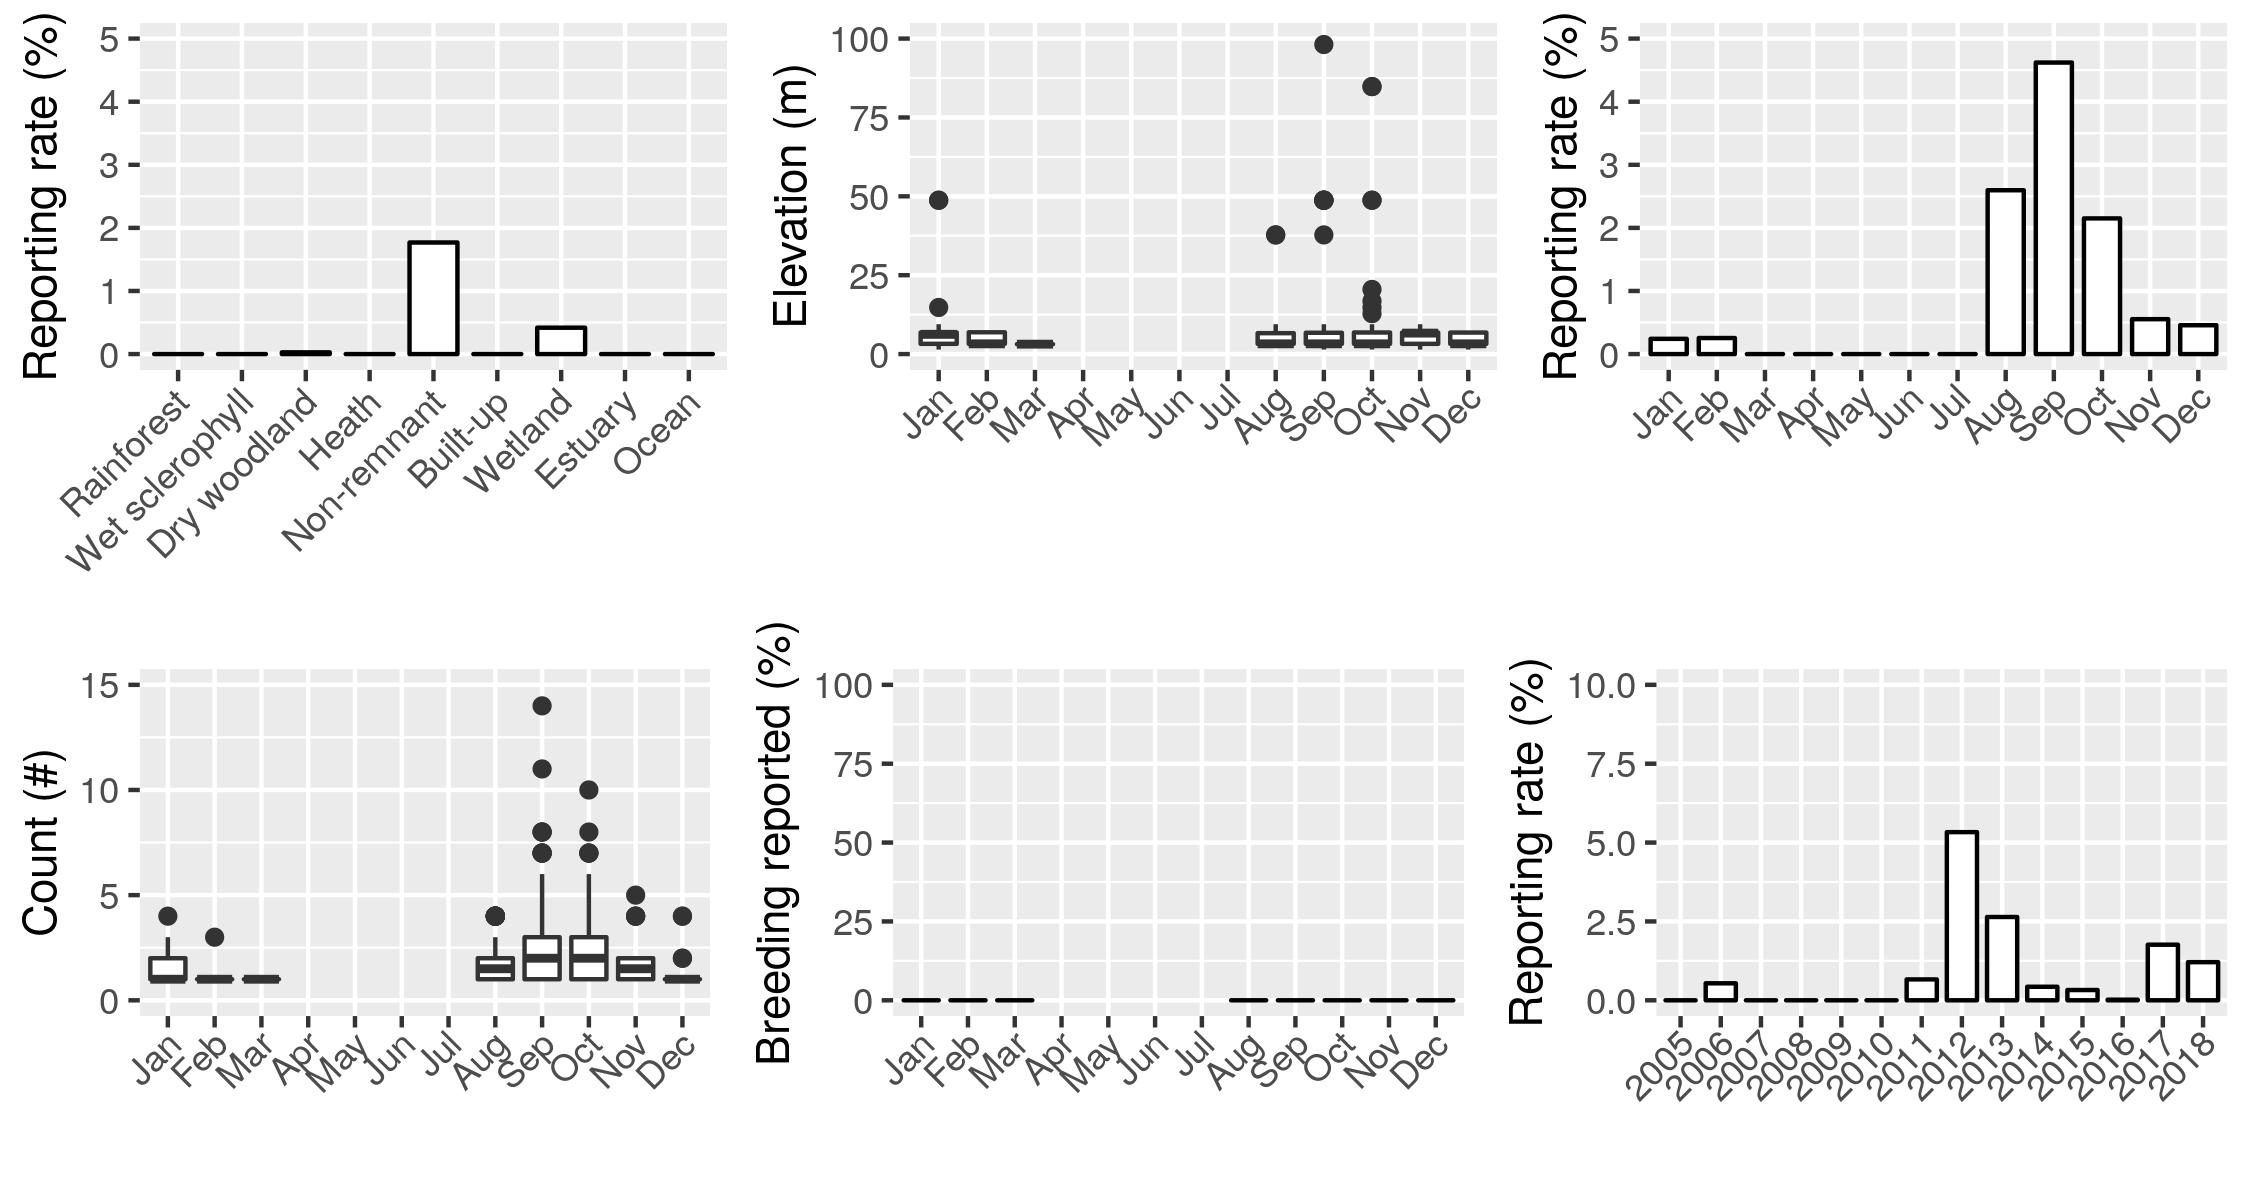 Reporting rate (%)
5
4
3
2
1
0
Rainforest
Wet sclerophyll
Dry woodland
Heath
Non-remnant
Built-up
Wetland
Estuary
Ocean
Elevation (m)
100
75
50
25
0
Jan
Feb
Mar
Apr
May
Jun
Jul
Aug
Sep
Oct
Nov
Dec
Reporting rate (%)
5
4
3
2
1
0
Jan
Feb
Mar
Apr
May
Jun
Jul
Aug
Sep
Oct
Nov
Dec
Count (#)
15
10
5
0
Jan
Feb
Mar
Apr
May
Jun
Jul
Aug
Sep
Oct
Nov
Dec
Breeding reported (%)
100
75
50
25
0
Jan
Feb
Mar
Apr
May
Jun
Jul
Aug
Sep
Oct
Nov
Dec
Reporting rate (%)
10.0
7.5
5.0
2.5
0.0
2005
2006
2007
2008
2009
2010
2011
2012
2013
2014
2015
2016
2017
2018